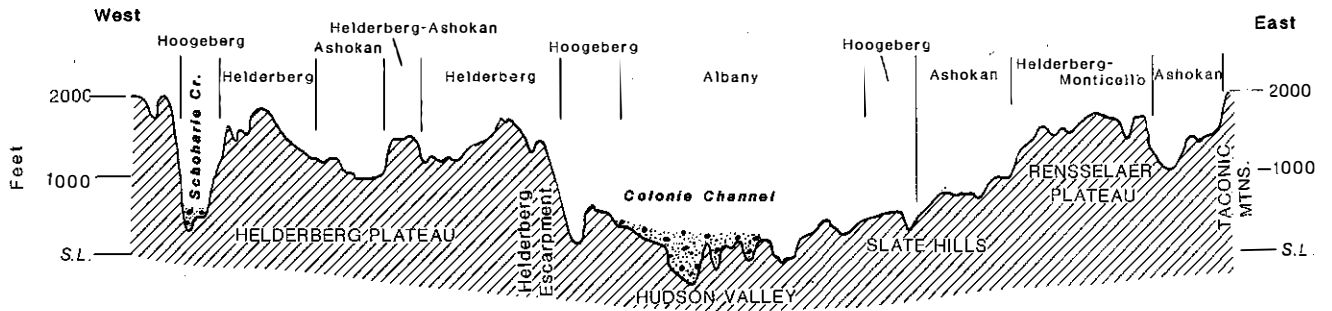 West
East
Helderberg-Ashokan
Hoogeberg
Ashokan
Hoogeberg
Hoogeberg
Helderberg
Helderberg
Albany
Ashokan
Helderberg-
Monticello
Ashokan
2000
2000
Schoharie Cr.
Feet
1000
1000
S.L.
S.L.
Colonie Channel
HELDERBERG PLATEAU
Helderberg
Escarpment
HUDSON VALLEY
SLATE HILLS
RENSSELAER
PLATEAU
TACONIC
MTNS.